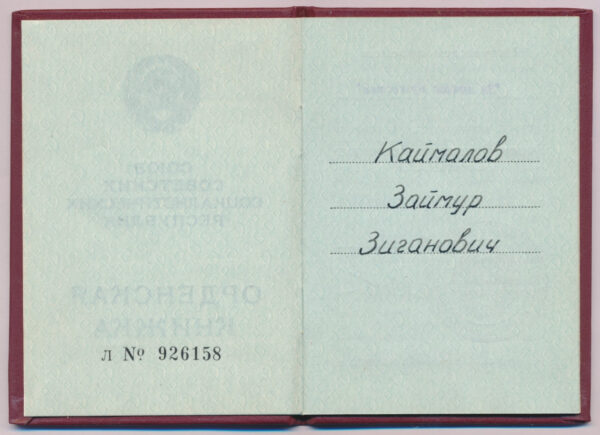 СОЮЗ
СОВЕТСКИХ
СОЦИАЛИСТИЧЕСКИХ
РЕСПУБЛИК
ОРДЕНСКАЯ
КНИЖКА
Л № 926158
Каймалов
Займур
Зиганович